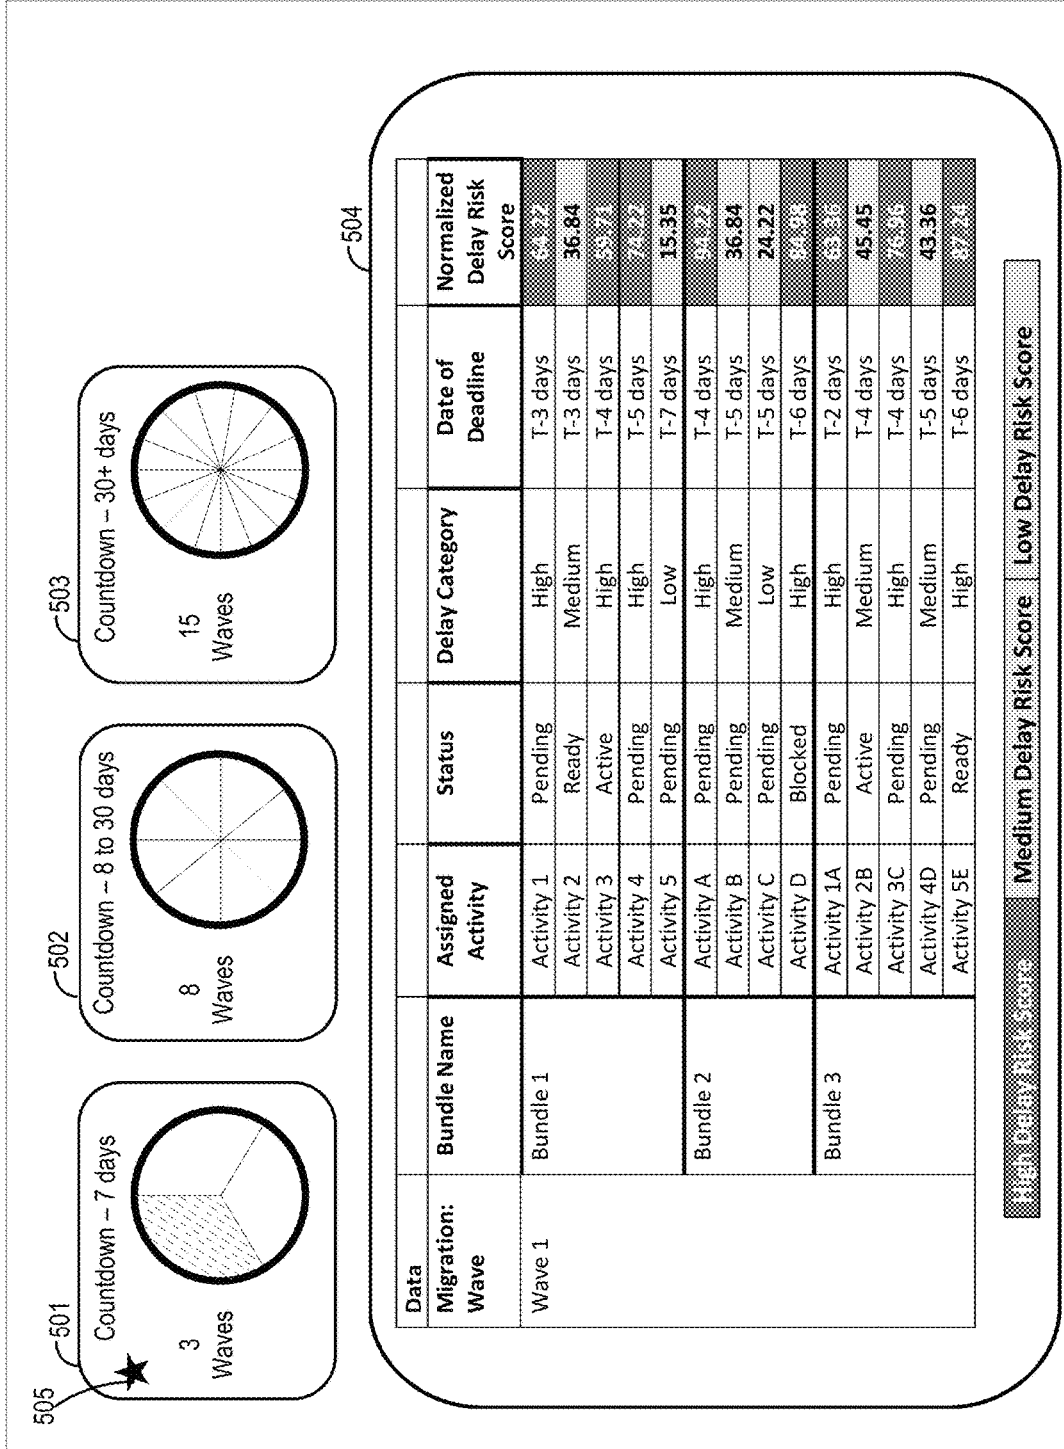 505
501
Countdown – 7 days
3
Waves
502
Countdown – 8 to 30 days
8
Waves
503
Countdown – 30+ days
15
Waves
504
Data
Migration: Wave
Bundle Name
Assigned Activity
Status
Delay Category
Date of Deadline
Normalized Delay Risk Score
Wave 1
Bundle 1
Activity 1 Pending High T-3 days
Activity 2 Ready Medium T-3 days 36.84
Activity 3 Active High T-4 days
Activity 4 Pending High T-5 days
Activity 5 Pending Low T-7 days 15.35
Bundle 2
Activity A Pending High T-4 days
Activity B Pending Medium T-5 days 36.84
Activity C Pending Low T-5 days 24.22
Activity D Blocked High T-6 days
Bundle 3
Activity 1A Pending High T-2 days
Activity 2B Active Medium T-4 days 45.45
Activity 3C Pending High T-4 days
Activity 4D Pending Medium T-5 days 43.36
Activity 5E Ready High T-6 days
High Delay Risk Score Medium Delay Risk Score Low Delay Risk Score